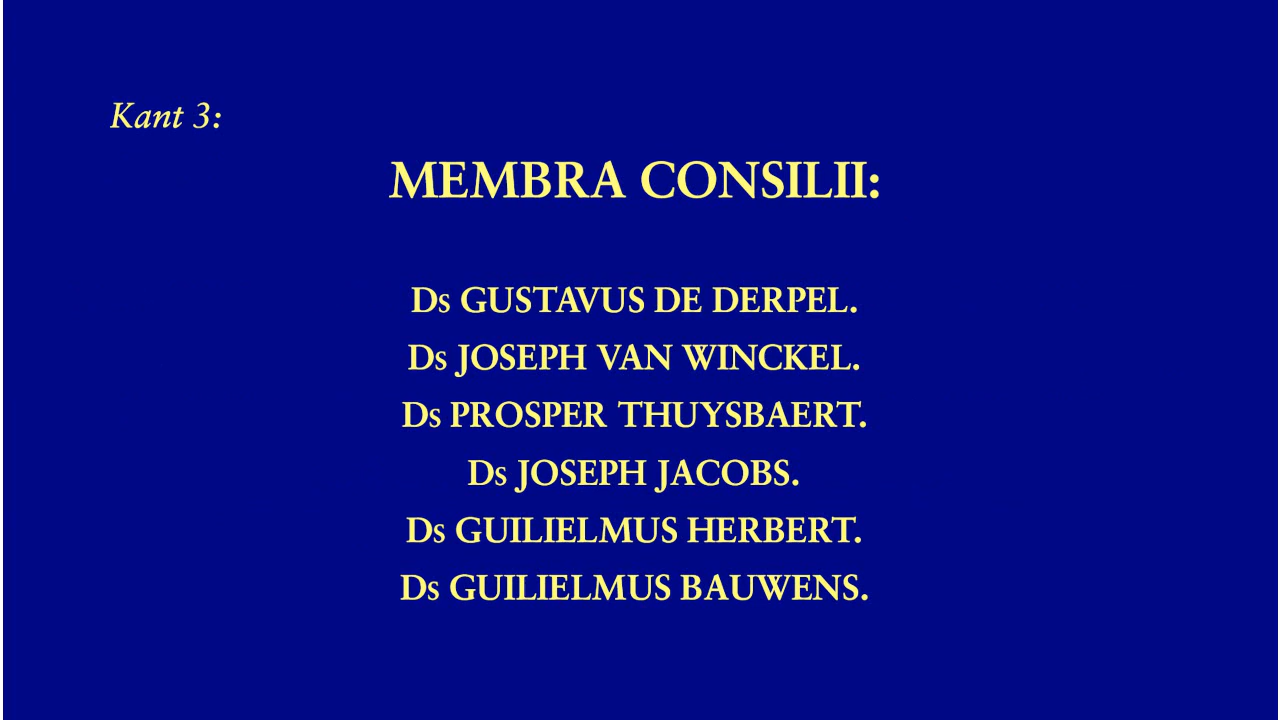 Kant 3:
MEMBRA CONSILII:
Ds GUSTAVUS DE DERPEL.
Ds JOSEPH VAN WINCKEL.
Ds PROSPER THUYSBAERT.
Ds JOSEPH JACOBS.
Ds GUILIELMUS HERBERT.
Ds GUILIELMUS BAUWENS.